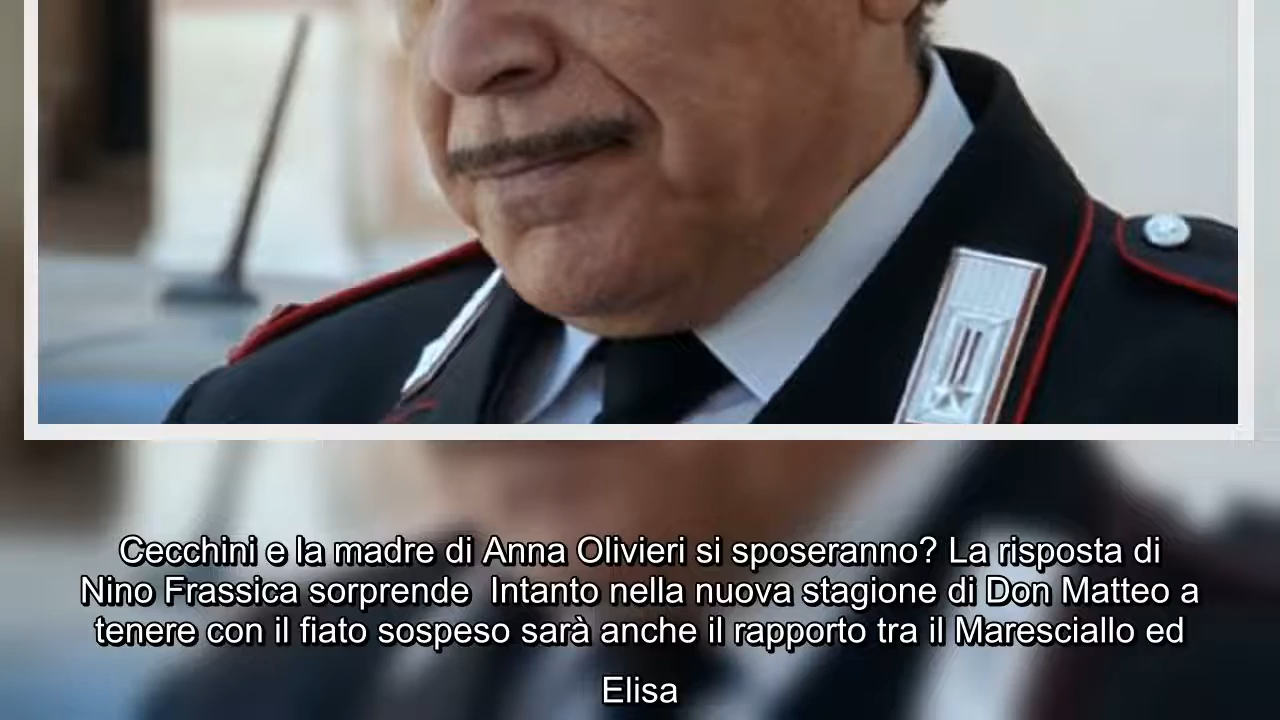 Cecchini e la madre di Anna Olivieri si sposeranno? La risposta di
Nino Frassica sorprende  Intanto nella nuova stagione di Don Matteo a
tenere con il fiato sospeso sarà anche il rapporto tra il Maresciallo ed
Elisa